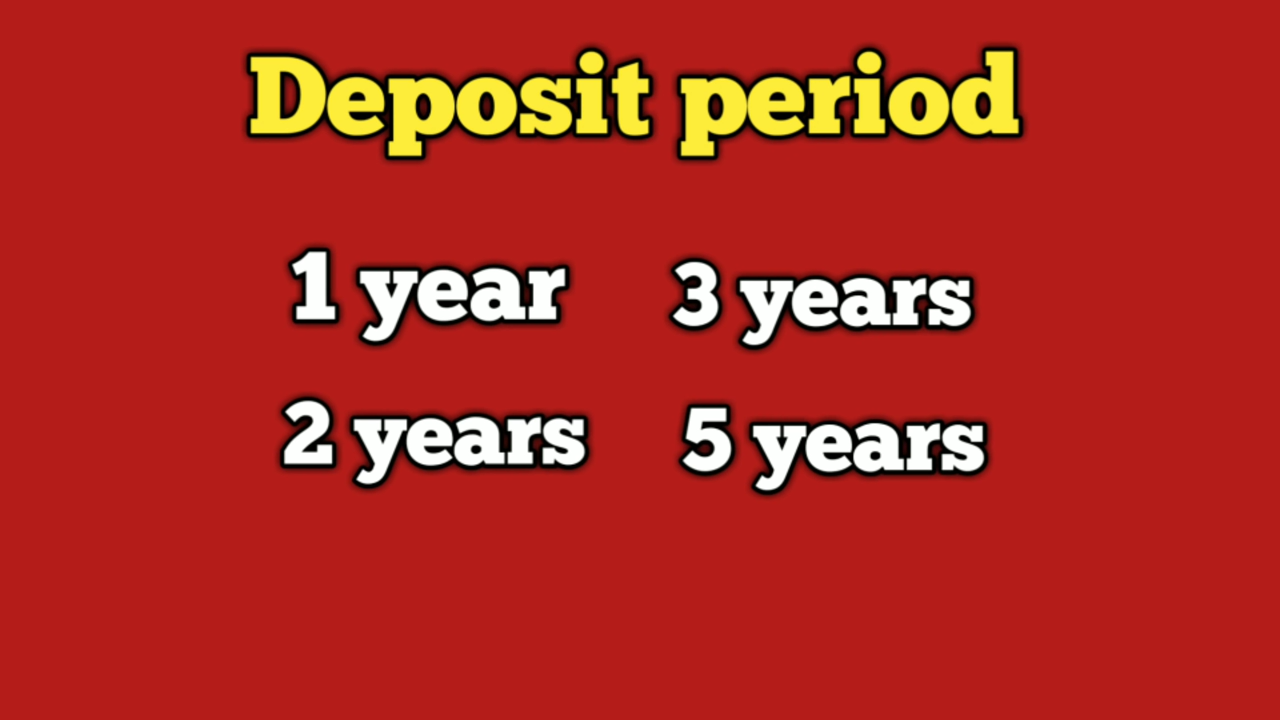 Deposit period
1 year
3 years
2 years
5 years